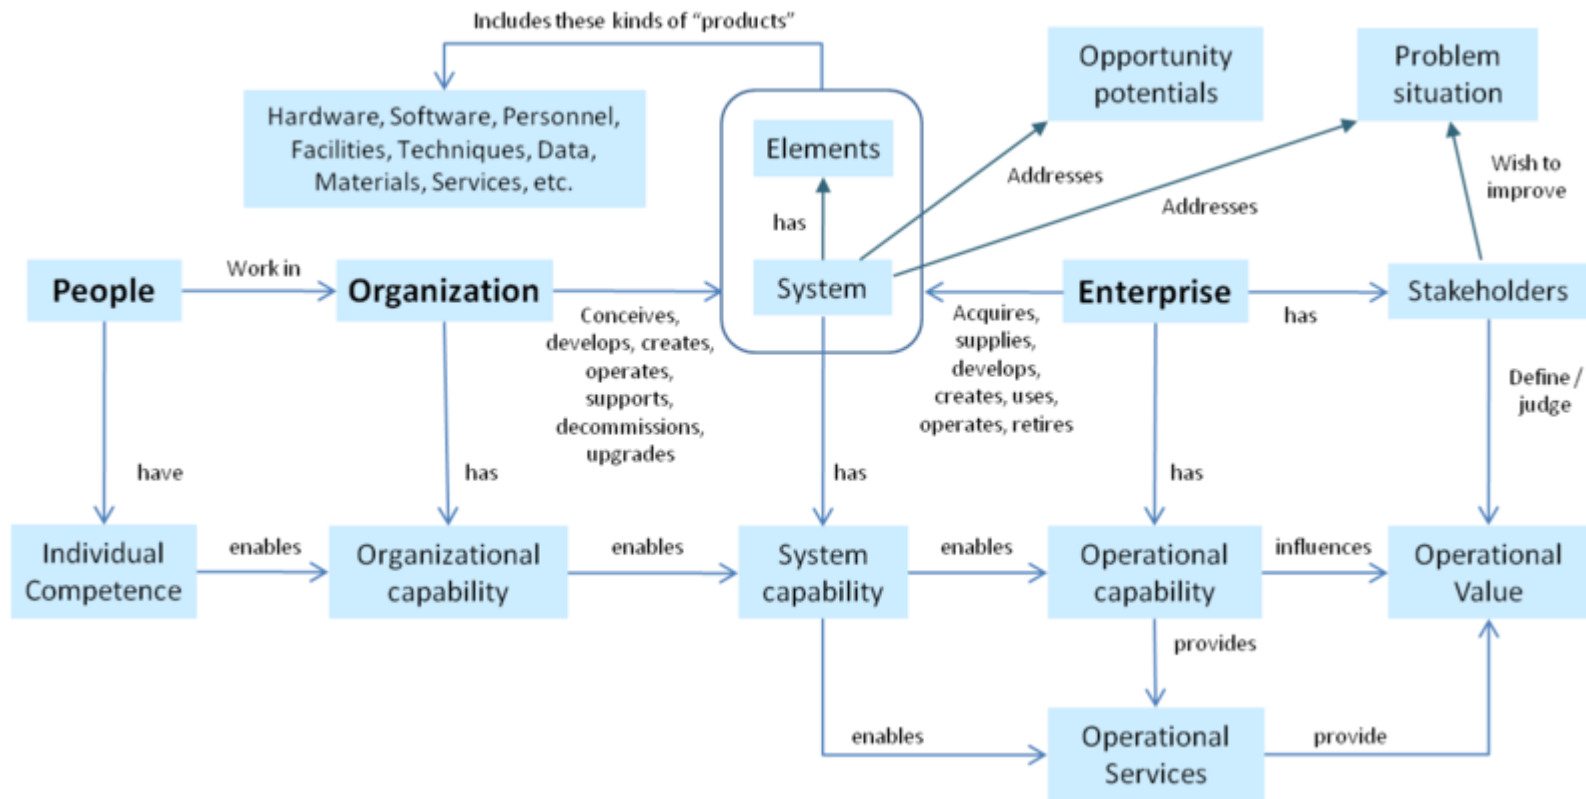 Includes these kinds of “products”
Opportunity
potentials
Problem
situation
Hardware, Software, Personnel,
Facilities, Techniques, Data,
Materials, Services, etc.
Elements
Addresses
Wish to
improve
has
Addresses
People
Work in
Organization
System
Enterprise
has
Stakeholders
Conceives,
develops, creates,
operates,
supports,
decommissions,
upgrades
Acquires,
supplies,
develops,
creates, uses,
operates, retires
Define /
judge
have
has
has
has
Individual
Competence
enables
Organizational
capability
enables
System
capability
enables
Operational
capability
influences
Operational
Value
provides
enables
Operational
Services
provide